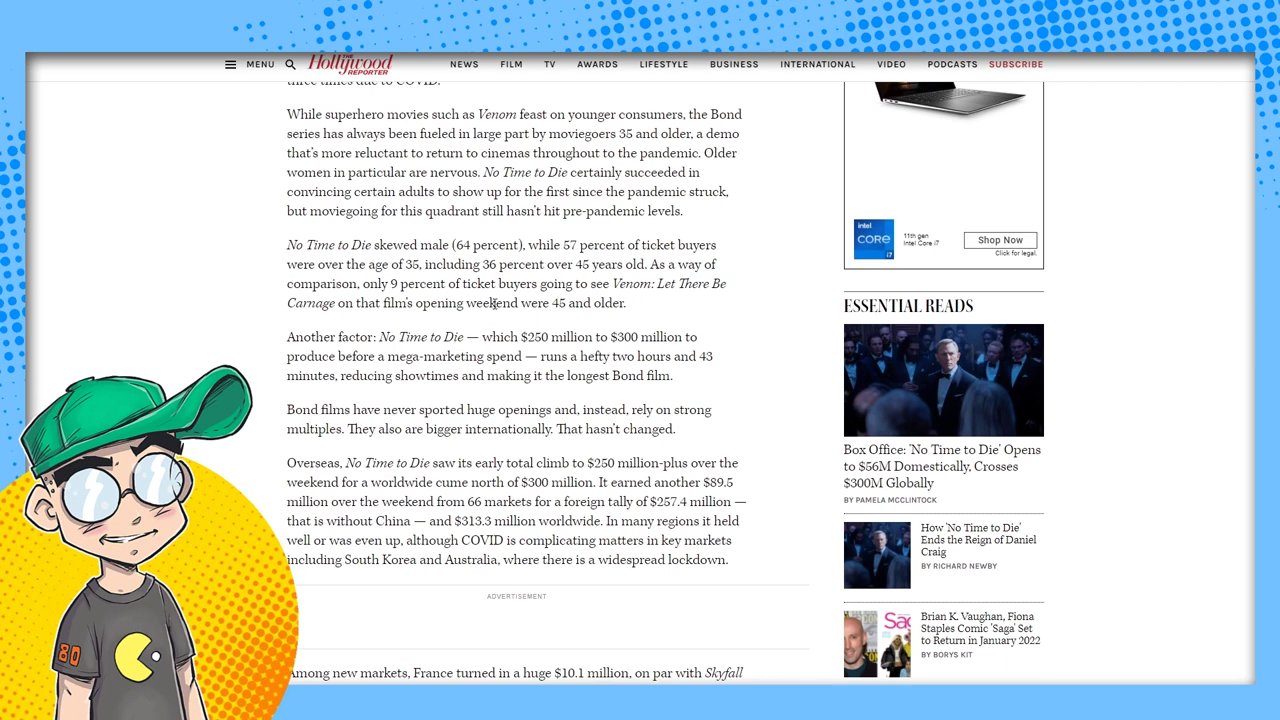 MENU
THE
Hollywood
REPORTER
NEWS FILM TV AWARDS LIFESTYLE BUSINESS INTERNATIONAL VIDEO PODCASTS SUBSCRIBE
three times due to COVID.
While superhero movies such as Venom feast on younger consumers, the Bond
series has always been fueled in large part by moviegoers 35 and older, a demo
that's more reluctant to return to cinemas throughout to the pandemic. Older
women in particular are nervous. No Time to Die certainly succeeded in
convincing certain adults to show up for the first since the pandemic struck,
but moviegoing for this quadrant still hasn't hit pre-pandemic levels.
No Time to Die skewed male (64 percent), while 57 percent of ticket buyers
were over the age of 35, including 36 percent over 45 years old. As a way of
comparison, only 9 percent of ticket buyers going to see Venom: Let There Be
Carnage on that film's opening weekend were 45 and older.
Another factor: No Time to Die — which $250 million to $300 million to
produce before a mega-marketing spend — runs a hefty two hours and 43
minutes, reducing showtimes and making it the longest Bond film.
Bond films have never sported huge openings and, instead, rely on strong
multiples. They also are bigger internationally. That hasn't changed.
Overseas, No Time to Die saw its early total climb to $250 million-plus over the
weekend for a worldwide cume north of $300 million. It earned another $89.5
million over the weekend from 66 markets for a foreign tally of $257.4 million —
that is without China — and $313.3 million worldwide. In many regions it held
well or was even up, although COVID is complicating matters in key markets
including South Korea and Australia, where there is a widespread lockdown.
ADVERTISEMENT
Among new markets, France turned in a huge $10.1 million, on par with Skyfall
intel
CORE
i7
11th gen
Intel Core i7
Shop Now
Click for legal.
ESSENTIAL READS
Box Office: 'No Time to Die' Opens
to $56M Domestically, Crosses
$300M Globally
BY PAMELA MCCLINTOCK
How 'No Time to Die'
Ends the Reign of Daniel
Craig
BY RICHARD NEWBY
Brian K. Vaughan, Fiona
Staples Comic 'Saga' Set
to Return in January 2022
BY BORYS KIT
80